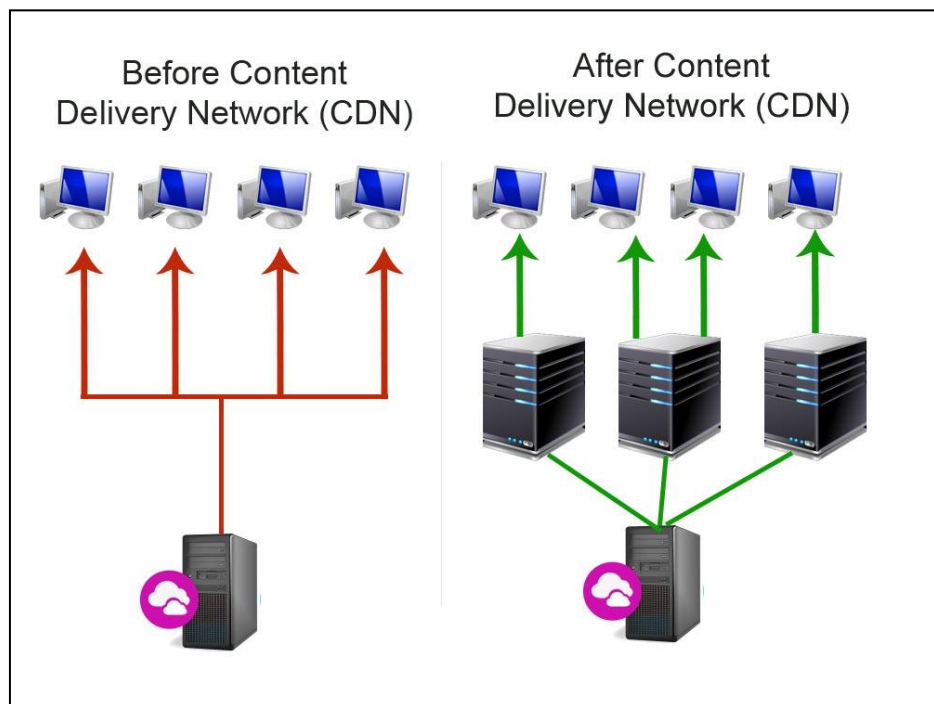 Before Content
Delivery Network (CDN)
After Content
Delivery Network (CDN)